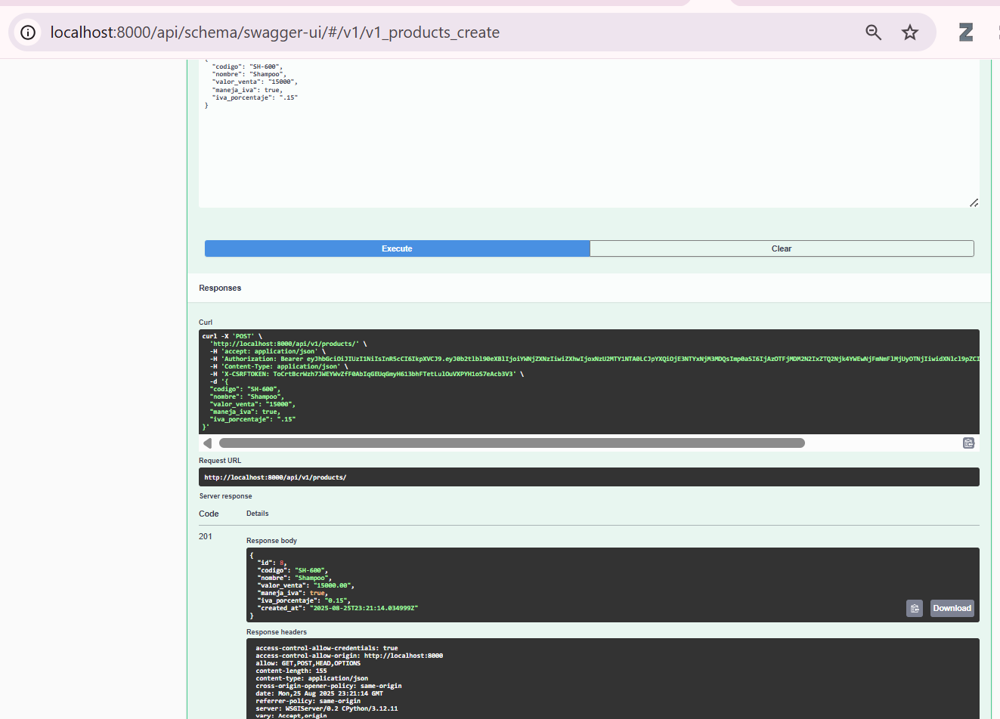 localhost:8000/api/schema/swagger-ui/#/v1/v1_products_create
{
"codigo": "SH-600",
"nombre": "Shampoo",
"valor_venta": "15000",
"maneja_iva": true,
"iva_porcentaje": ".15"
}
Execute
Clear
Responses
Curl
curl -X 'POST' \
'http://localhost:8000/api/v1/products/' \
-H 'accept: application/json' \
-H 'Authorization: Bearer
-H 'Content-Type: application/json' \
-H 'X-CSRFTOKEN:
-d '{
"codigo": "SH-600",
"nombre": "Shampoo",
"valor_venta": "15000",
"maneja_iva": true,
"iva_porcentaje": ".15"
}'
Request URL
http://localhost:8000/api/v1/products/
Server response
Code Details
201
Response body
{
"id": 8,
"codigo": "SH-600",
"nombre": "Shampoo",
"valor_venta": "15000.00",
"maneja_iva": true,
"iva_porcentaje": "0.15",
"created_at": "2025-08-25T23:21:14.034999Z"
}
Download
Response headers
access-control-allow-credentials: true
access-control-allow-origin: http://localhost:8000
allow: GET,POST,HEAD,OPTIONS
content-length: 155
content-type: application/json
cross-origin-opener-policy: same-origin
date: Mon,25 Aug 2025 23:21:14 GMT
referrer-policy: same-origin
server: WSGIServer/0.2 CPython/3.12.11
vary: Accept,origin